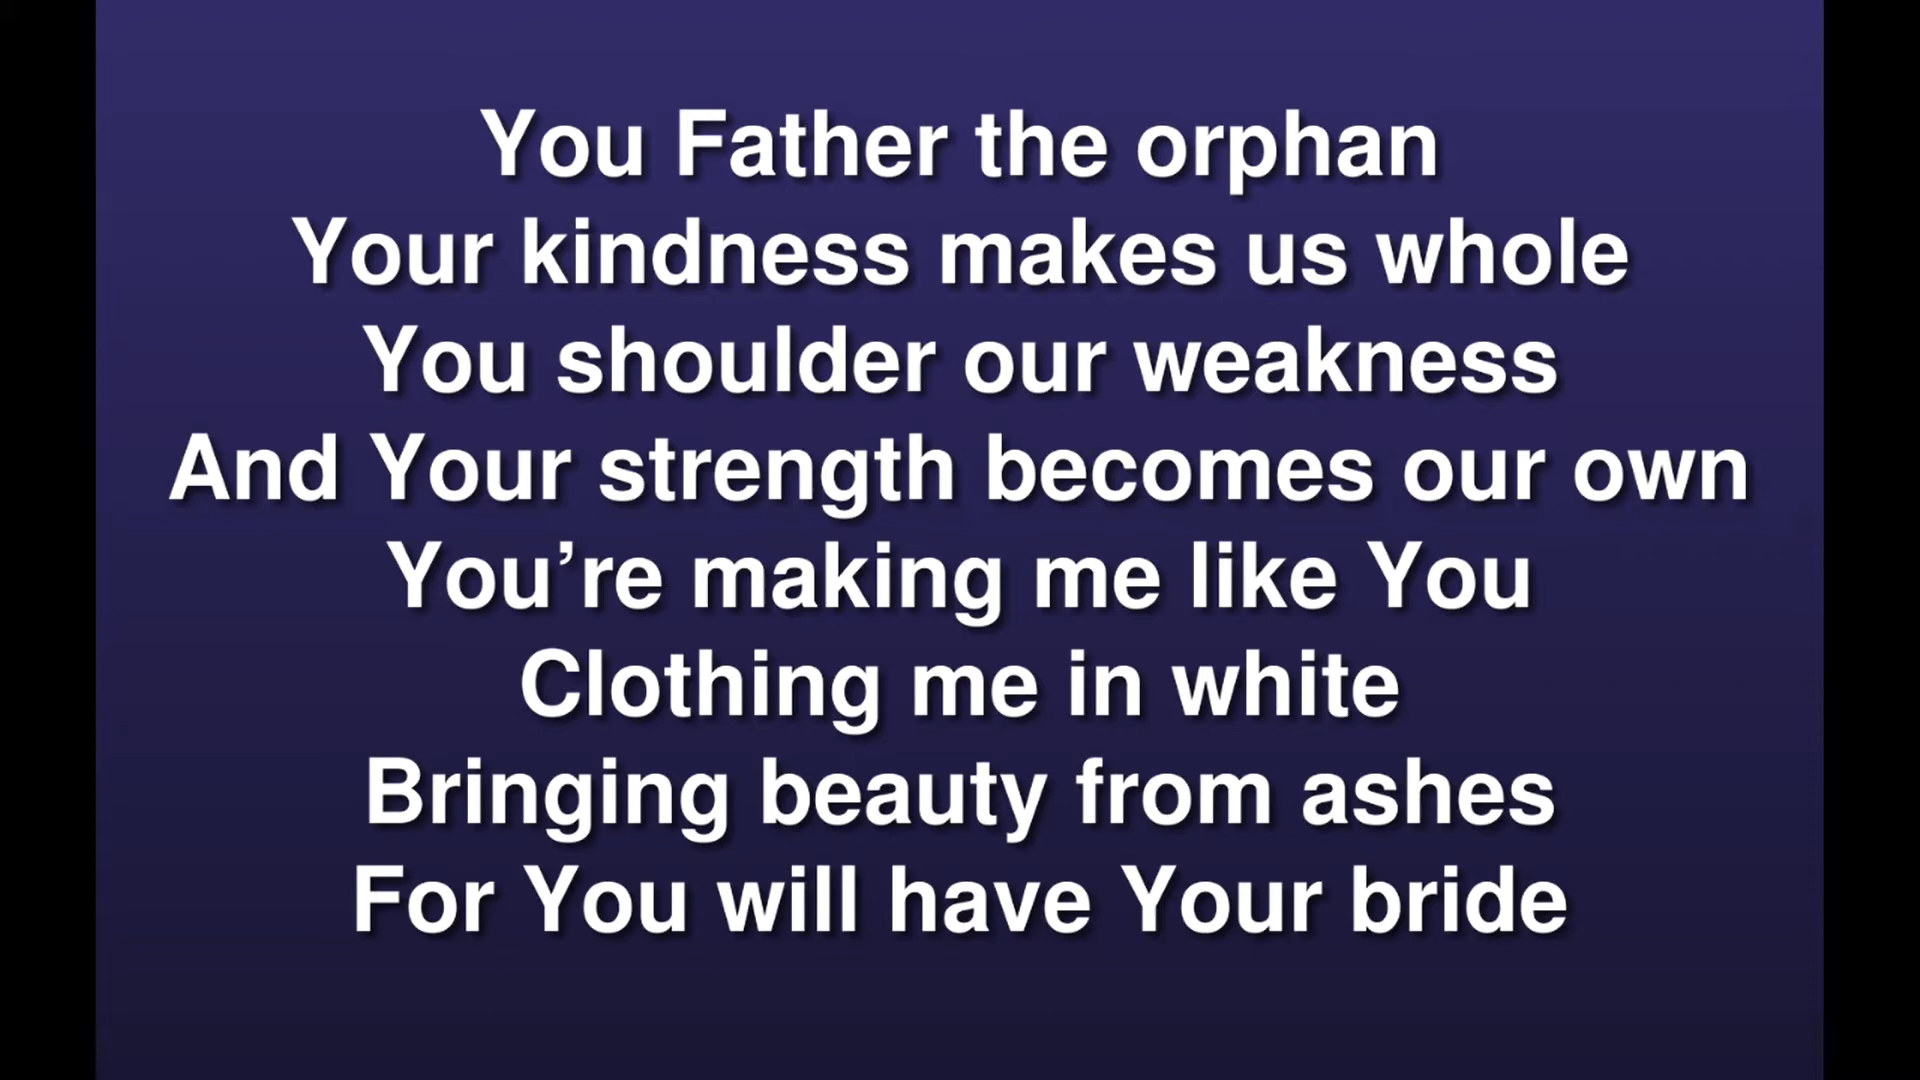 You Father the orphan
Your kindness makes us whole
You shoulder our weakness
And Your strength becomes our own
You’re making me like You
Clothing me in white
Bringing beauty from ashes
For You will have Your bride